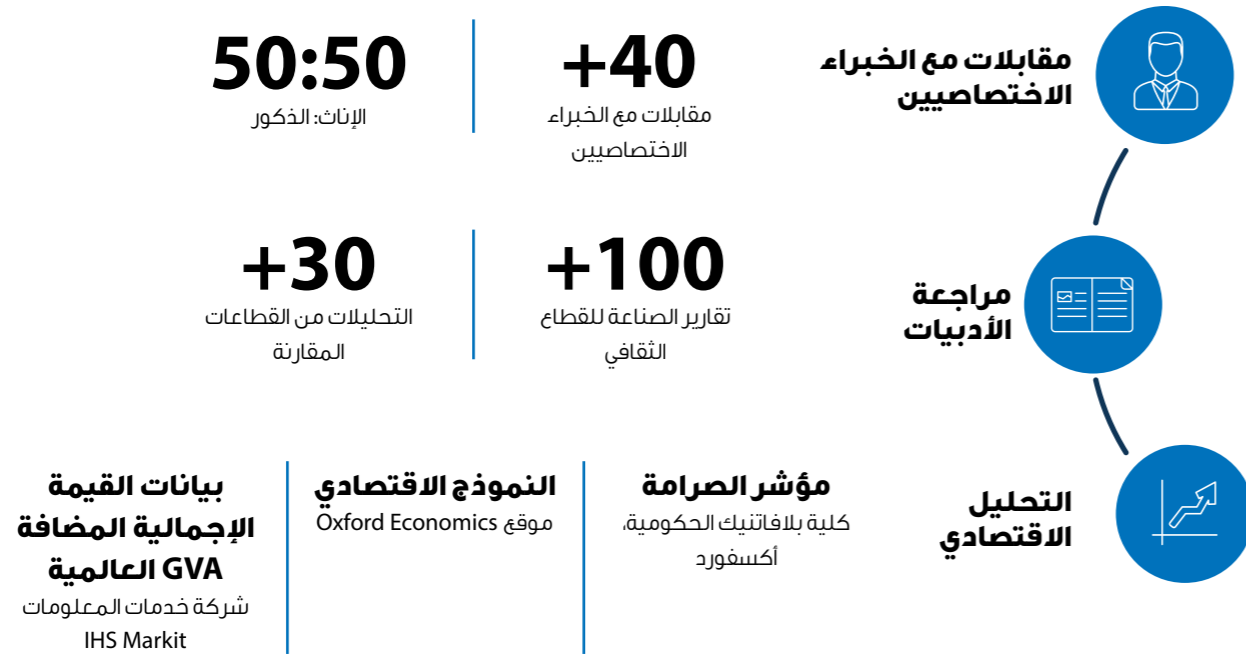 مقابلات مع الخبراء
الاختصاصيين
+40
مقابلات مع الخبراء
الاختصاصيين
50:50
الإناث: الذكور
مراجعة
الأدبيات
+100
تقارير الصناعة للقطاع
الثقافي
+30
التحليلات من القطاعات
المقارنة
التحليل
الاقتصادي
مؤشر الصرامة
كلية بلافاتنيك الحكومية،
أكسفورد
النموذج الاقتصادي
موقع Oxford Economics
بيانات القيمة
الإجمالية المضافة
GVA العالمية
شركة خدمات المعلومات
IHS Markit